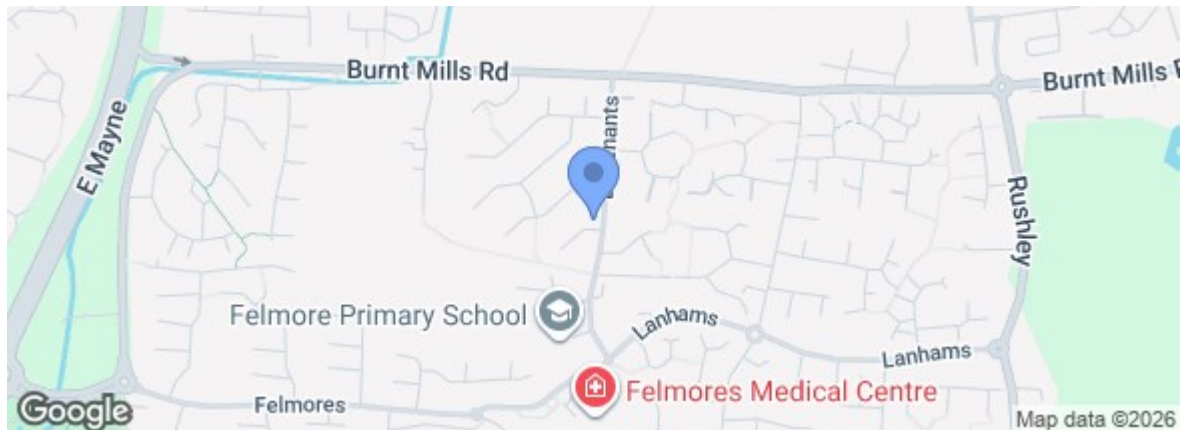 Burnt Mills Rd
Burnt Mills R
E Mayne
mants
Rushley
Felmore Primary School
Lanhams
Lanhams
Felmores Medical Centre
Felmores
Google
Map data ©2026